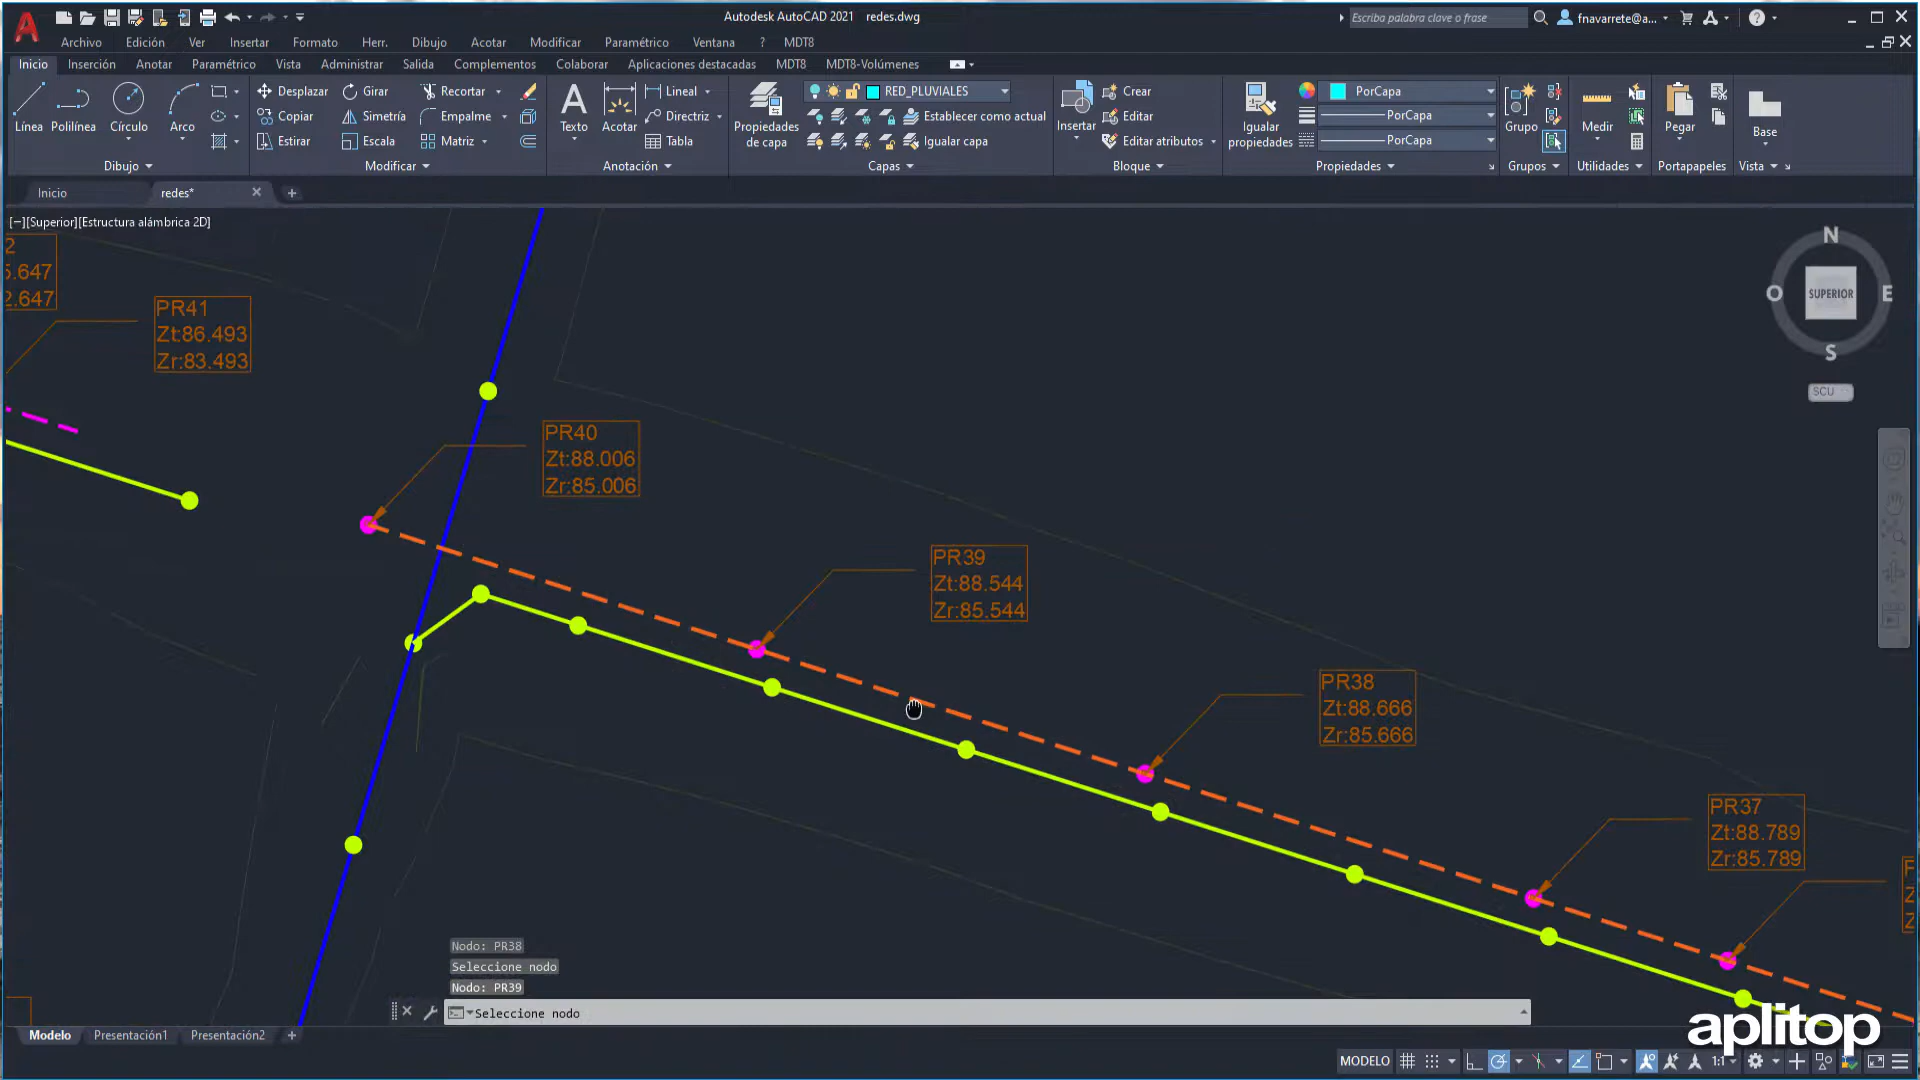 Autodesk AutoCAD 2021 redes.dwg
Escriba palabra clave o frase
fnavarrete@a...
Archivo Edición Ver Insertar Formato Herr. Dibujo Acotar Modificar Paramétrico Ventana ? MDT8
Inicio Inserción Anotar Paramétrico Vista Administrar Salida Complementos Colaborar Aplicaciones destacadas MDT8 MDT8-Volúmenes
Línea Polilínea Círculo Arco
Desplazar Girar Recortar
Copiar Simetría Empalme
Estirar Escala Matriz
Texto Acotar
Lineal
Directriz
Tabla
Propiedades de capa
RED_PLUVIALES
Establecer como actual
Igualar capa
Insertar
Crear
Editar
Editar atributos
Igualar propiedades
PorCapa
PorCapa
PorCapa
Grupo
Medir
Pegar
Base
Dibujo Modificar Anotación Capas Bloque Propiedades Grupos Utilidades Portapapeles Vista
Inicio redes*
[−][Superior][Estructura alámbrica 2D]
N
O SUPERIOR E
S
SCU
2
5.647
2.647
PR41
Zt:86.493
Zr:83.493
PR40
Zt:88.006
Zr:85.006
PR39
Zt:88.544
Zr:85.544
PR38
Zt:88.666
Zr:85.666
PR37
Zt:88.789
Zr:85.789
Nodo: PR38
Seleccione nodo
Nodo: PR39
Seleccione nodo
aplitop
Modelo Presentación1 Presentación2
MODELO
1:1